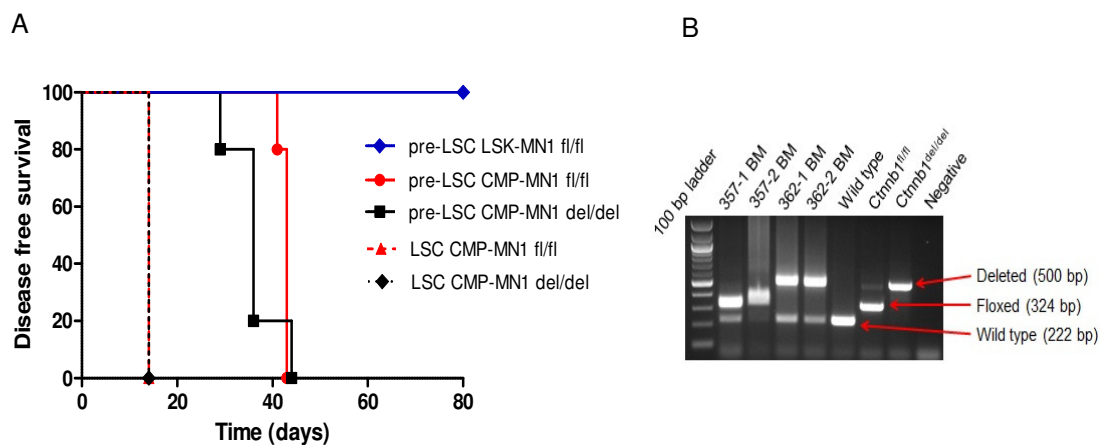 A
B
Disease free survival
100
80
60
40
20
0
0
20
40
60
80
Time (days)
pre-LSC LSK-MN1 fl/fl
pre-LSC CMP-MN1 fl/fl
pre-LSC CMP-MN1 del/del
LSC CMP-MN1 fl/fl
LSC CMP-MN1 del/del
100 bp ladder
357-1 BM
357-2 BM
362-1 BM
362-2 BM
Wild type
Ctnnb1fl/fl
Ctnnb1del/del
Negative
Deleted (500 bp)
Floxed (324 bp)
Wild type (222 bp)